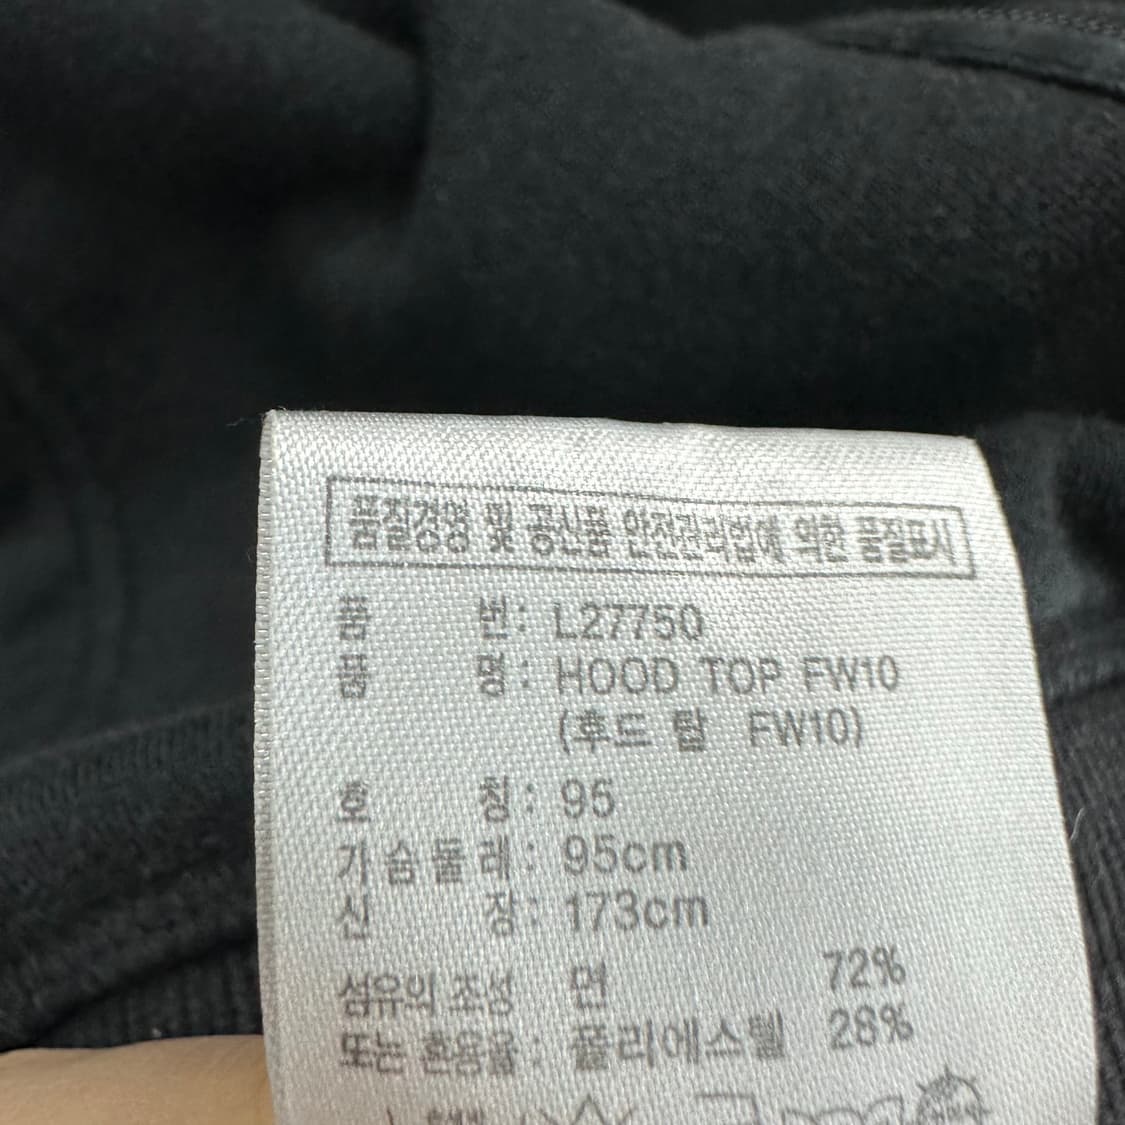 품질경영 및 공산품 안전관리법에 의한 품질표시
품 번: L27750
품 명: HOOD TOP FW10
(후드 탑 FW10)
호 칭: 95
가슴둘레: 95cm
신 장: 173cm
섬유의 조성 면 72%
또는 혼용율: 폴리에스텔 28%